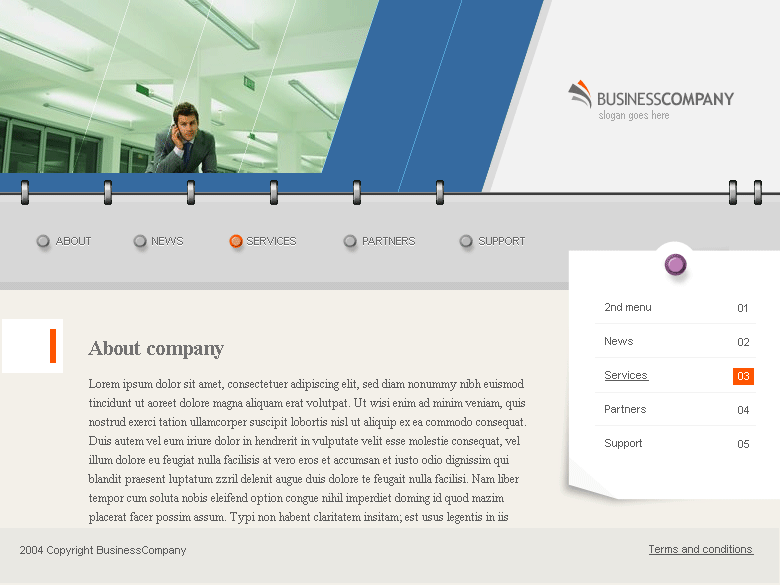 BUSINESSCOMPANY
slogan goes here
ABOUT NEWS SERVICES PARTNERS SUPPORT
2nd menu 01
News 02
Services 03
Partners 04
Support 05
About company
Lorem ipsum dolor sit amet, consectetuer adipiscing elit, sed diam nonummy nibh euismod
tincidunt ut aoreet dolore magna aliquam erat volutpat. Ut wisi enim ad minim veniam, quis
nostrud exerci tation ullamcorper suscipit lobortis nisl ut aliquip ex ea commodo consequat.
Duis autem vel eum iriure dolor in hendrerit in vulputate velit esse molestie consequat, vel
illum dolore eu feugiat nulla facilisis at vero eros et accumsan et iusto odio dignissim qui
blandit praesent luptatum zzril delenit augue duis dolore te feugait nulla facilisi. Nam liber
tempor cum soluta nobis eleifend option congue nihil imperdiet doming id quod mazim
placerat facer possim assum. Typi non habent claritatem insitam; est usus legentis in iis
2004 Copyright BusinessCompany
Terms and conditions